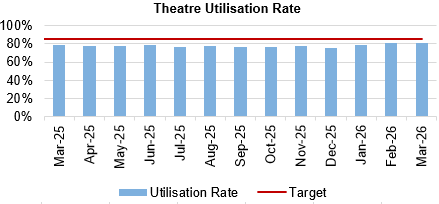 Theatre Utilisation Rate
100%
80%
60%
40%
20%
0%
Mar-25 Apr-25 May-25 Jun-25 Jul-25 Aug-25 Sep-25 Oct-25 Nov-25 Dec-25 Jan-26 Feb-26 Mar-26
Utilisation Rate Target